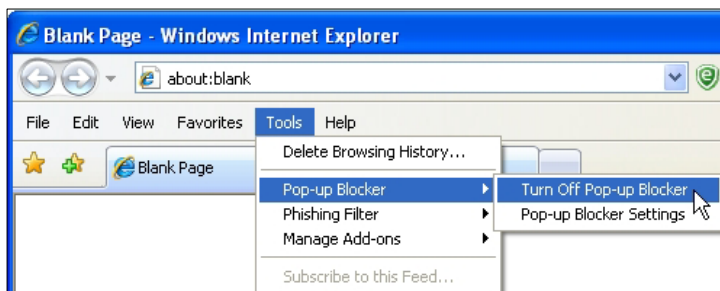 Blank Page - Windows Internet Explorer
about:blank
File Edit View Favorites Tools Help
Blank Page
Delete Browsing History...
Pop-up Blocker
Turn Off Pop-up Blocker
Phishing Filter
Pop-up Blocker Settings
Manage Add-ons
Subscribe to this Feed...